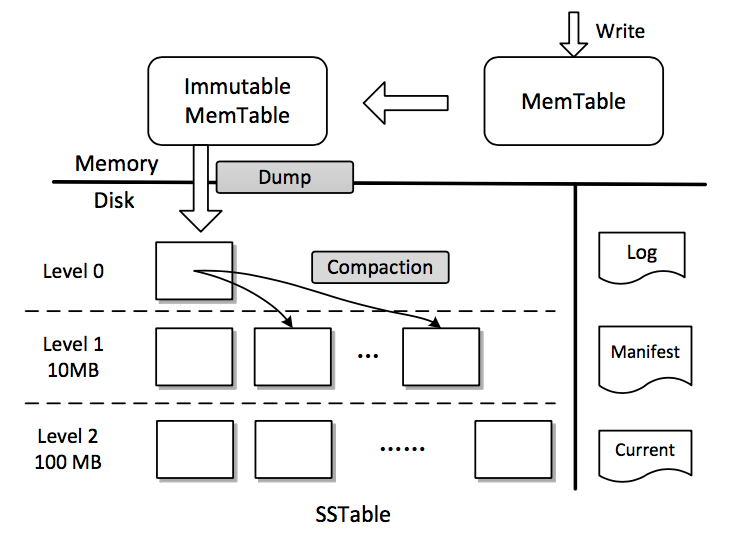 Write
Immutable
MemTable
MemTable
Memory
Dump
Disk
Level 0
Compaction
Log
Level 1
10MB
...
Manifest
Level 2
100 MB
......
Current
SSTable